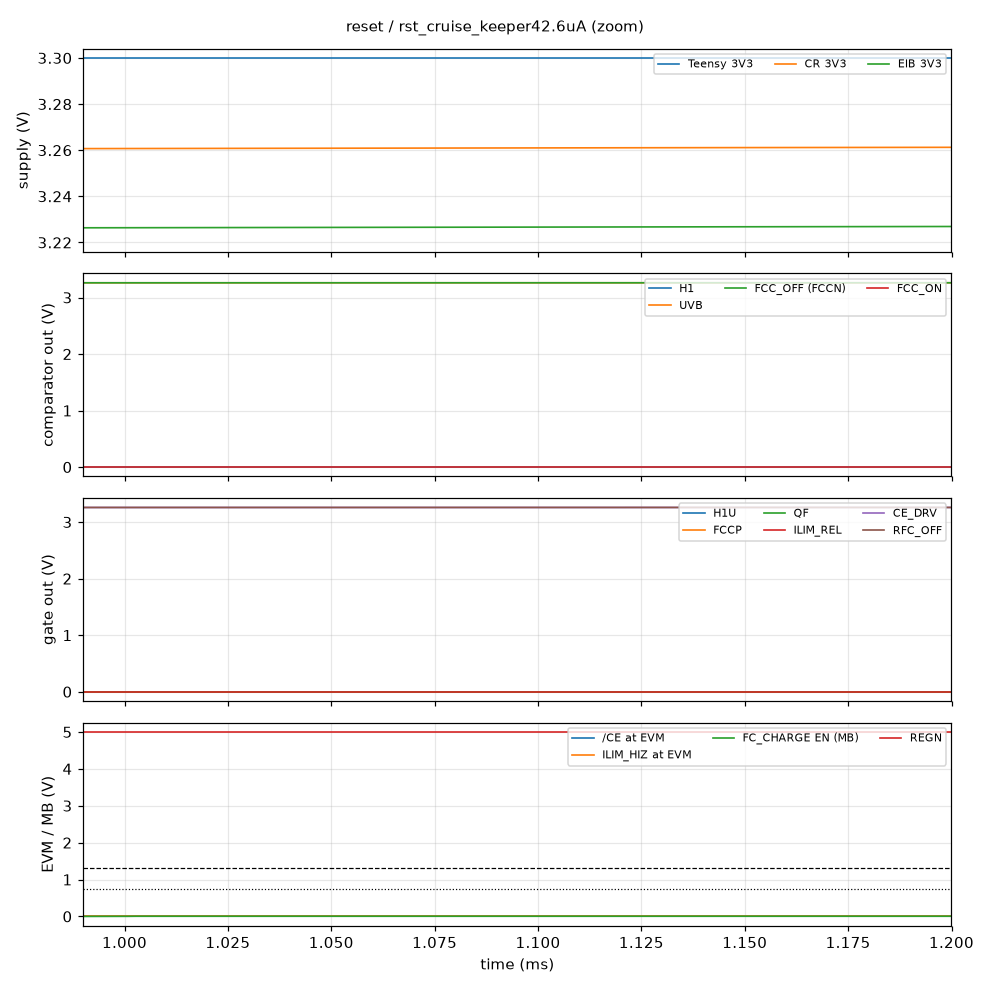 reset / rst_cruise_keeper42.6uA (zoom)
supply (V)
3.30
3.28
3.26
3.24
3.22
Teensy 3V3 CR 3V3 EIB 3V3
comparator out (V)
3
2
1
0
H1 FCC_OFF (FCCN) FCC_ON
UVB
gate out (V)
3
2
1
0
H1U QF CE_DRV
FCCP ILIM_REL RFC_OFF
EVM / MB (V)
5
4
3
2
1
0
/CE at EVM FC_CHARGE EN (MB) REGN
ILIM_HIZ at EVM
1.000 1.025 1.050 1.075 1.100 1.125 1.150 1.175 1.200
time (ms)